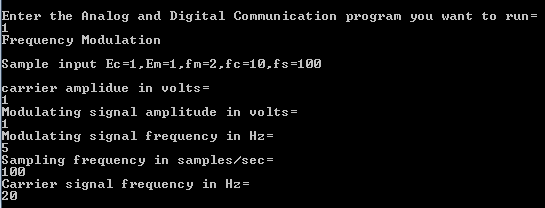 Enter the Analog and Digital Communication program you want to run=
1
Frequency Modulation
Sample input Ec=1,Em=1,fm=2,fc=10,fs=100
carrier amplidue in volts=
1
Modulating signal amplitude in volts=
1
Modulating signal frequency in Hz=
5
Sampling frequency in samples/sec=
100
Carrier signal frequency in Hz=
20